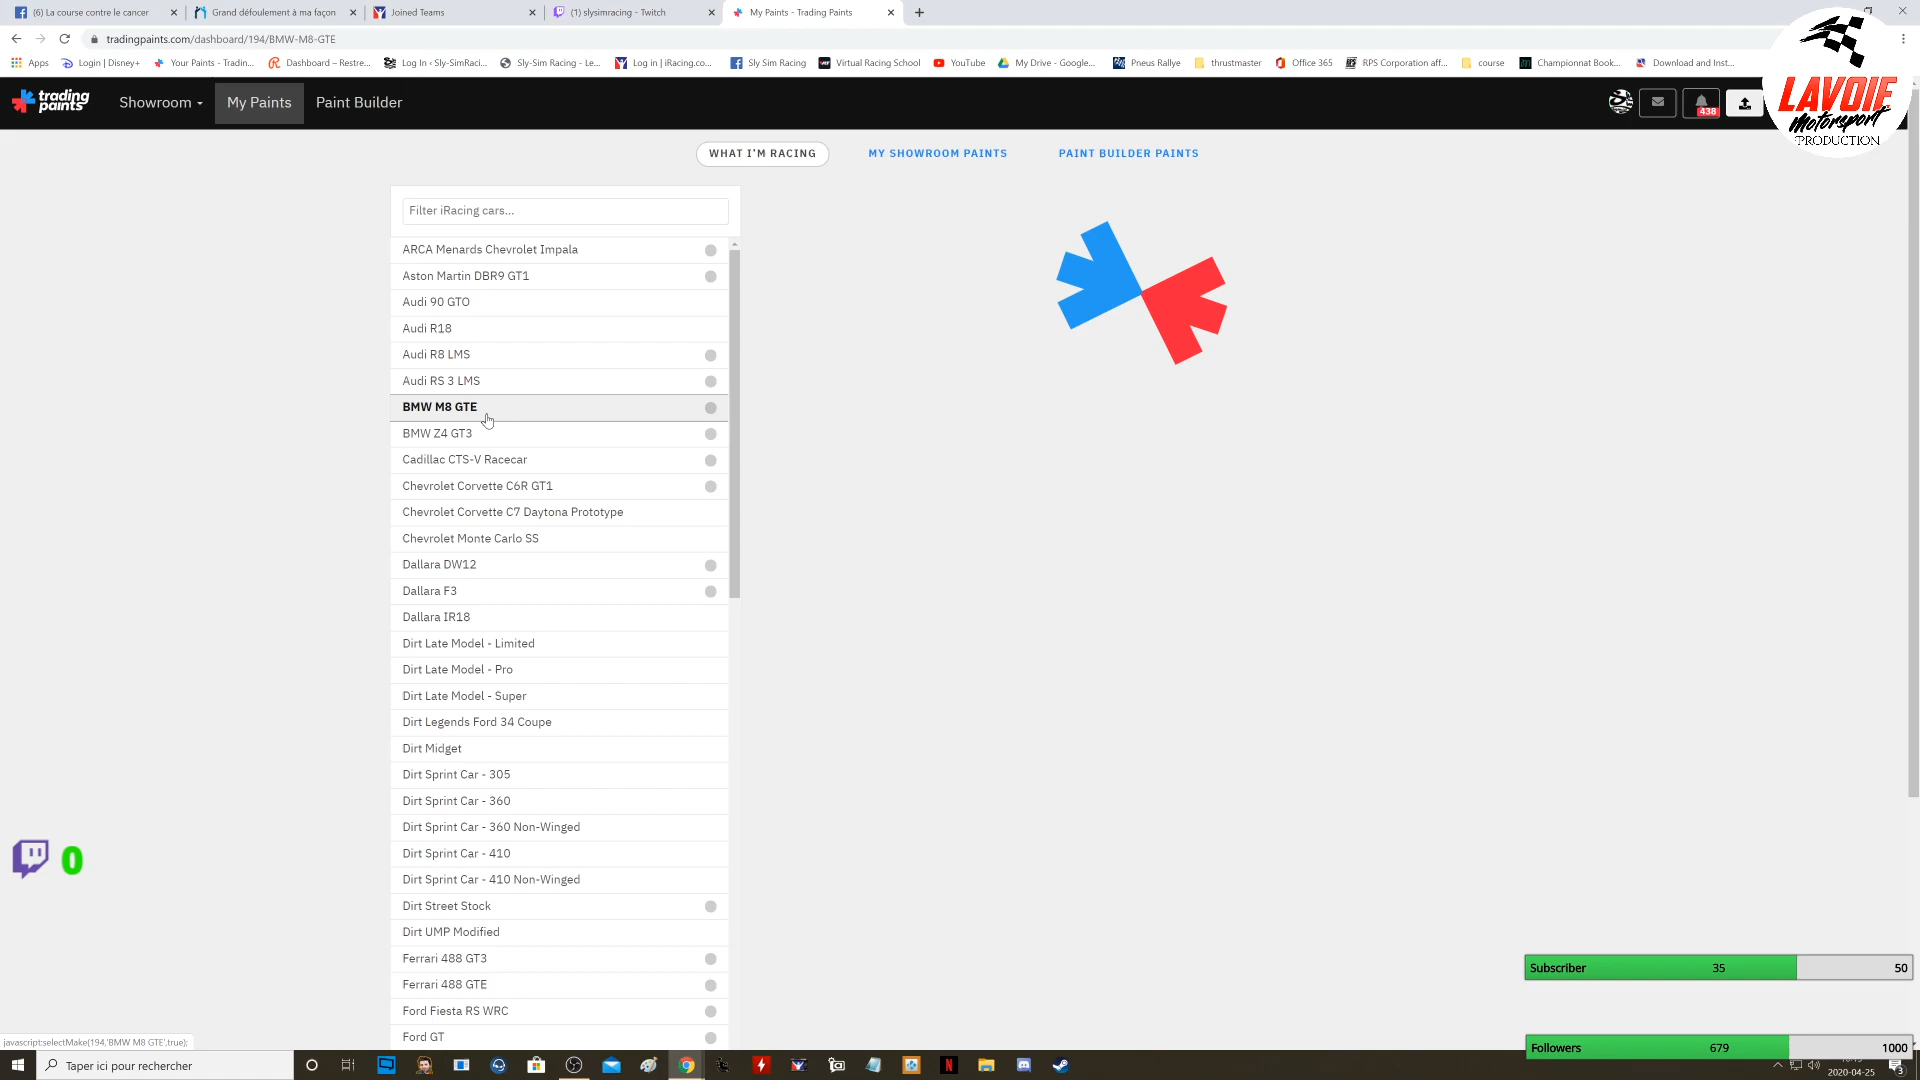 (6) La course contre le cancer
Grand défoulement à ma façon
Joined Teams
(1) slysimracing - Twitch
My Paints - Trading Paints
tradingpaints.com/dashboard/194/BMW-M8-GTE
Apps
Login | Disney+
Your Paints - Tradin...
Dashboard – Restre...
Log In ‹ Sly-SimRaci...
Sly-Sim Racing - Le...
Log in | iRacing.co...
Sly Sim Racing
Virtual Racing School
YouTube
My Drive - Google...
Pneus Rallye
thrustmaster
Office 365
RPS Corporation aff...
course
Championnat Book...
Download and Inst...
trading paints
Showroom
My Paints
Paint Builder
438
LAVOIE
Motorsport
PRODUCTION
WHAT I'M RACING
MY SHOWROOM PAINTS
PAINT BUILDER PAINTS
Filter iRacing cars...
ARCA Menards Chevrolet Impala
Aston Martin DBR9 GT1
Audi 90 GTO
Audi R18
Audi R8 LMS
Audi RS 3 LMS
BMW M8 GTE
BMW Z4 GT3
Cadillac CTS-V Racecar
Chevrolet Corvette C6R GT1
Chevrolet Corvette C7 Daytona Prototype
Chevrolet Monte Carlo SS
Dallara DW12
Dallara F3
Dallara IR18
Dirt Late Model - Limited
Dirt Late Model - Pro
Dirt Late Model - Super
Dirt Legends Ford 34 Coupe
Dirt Midget
Dirt Sprint Car - 305
Dirt Sprint Car - 360
Dirt Sprint Car - 360 Non-Winged
Dirt Sprint Car - 410
Dirt Sprint Car - 410 Non-Winged
Dirt Street Stock
Dirt UMP Modified
Ferrari 488 GT3
Ferrari 488 GTE
Ford Fiesta RS WRC
Ford GT
0
Subscriber 35 50
Followers 679 1000
javascript:selectMake(194,'BMW M8 GTE',true);
Taper ici pour rechercher
2020-04-25
3